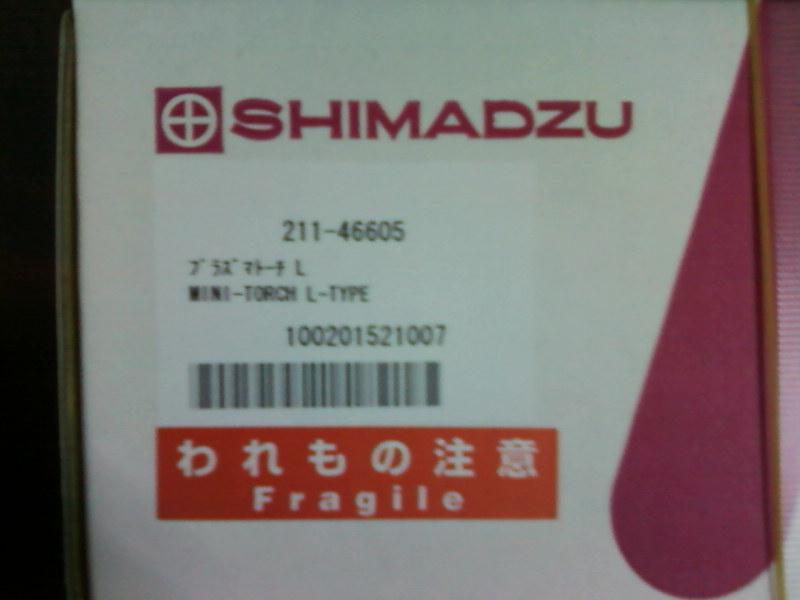 SHIMADZU
211-46605
プラズマトーチ L
MINI-TORCH L-TYPE
100201521007
われもの注意
Fragile